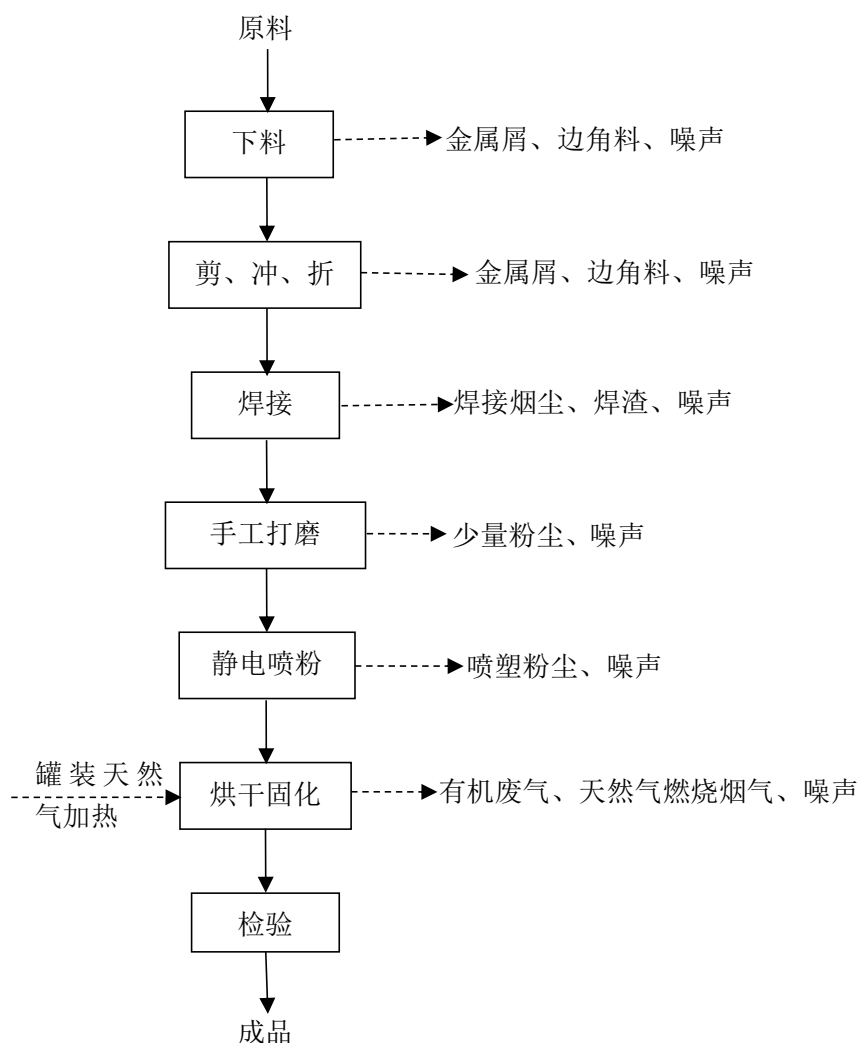 原料
下料
金属屑、边角料、噪声
剪、冲、折
金属屑、边角料、噪声
焊接
焊接烟尘、焊渣、噪声
手工打磨
少量粉尘、噪声
静电喷粉
喷塑粉尘、噪声
罐装天然
气加热
烘干固化
有机废气、天然气燃烧烟气、噪声
检验
成品